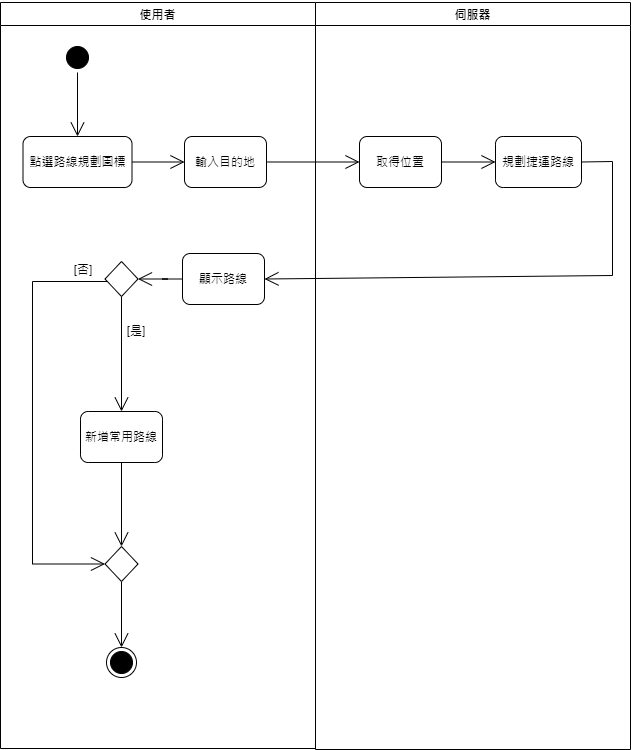 使用者
伺服器
點選路線規劃圖標
輸入目的地
取得位置
規劃捷運路線
[否]
顯示路線
[是]
新增常用路線